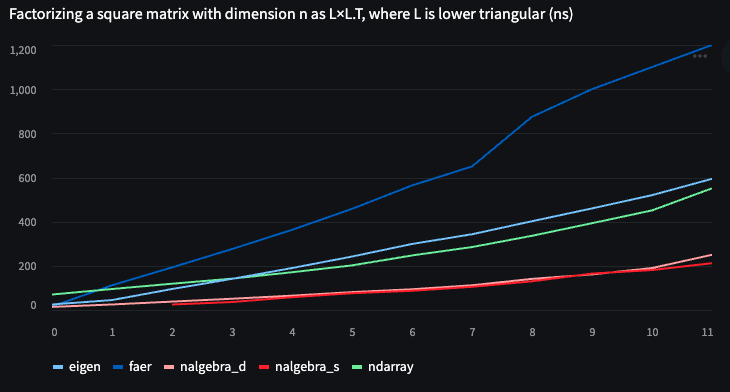 Factorizing a square matrix with dimension n as L×L.T, where L is lower triangular (ns)
1,200
1,000
800
600
400
200
0
0 1 2 3 4 5 6 7 8 9 10 11
eigen faer nalgebra_d nalgebra_s ndarray